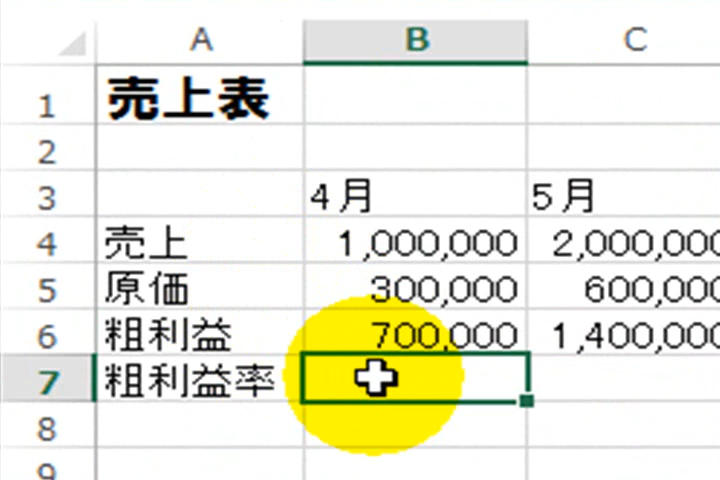 A B C
1 売上表
2
3 4月 5月
4 売上 1,000,000 2,000,000
5 原価 300,000 600,000
6 粗利益 700,000 1,400,000
7 粗利益率
8
9